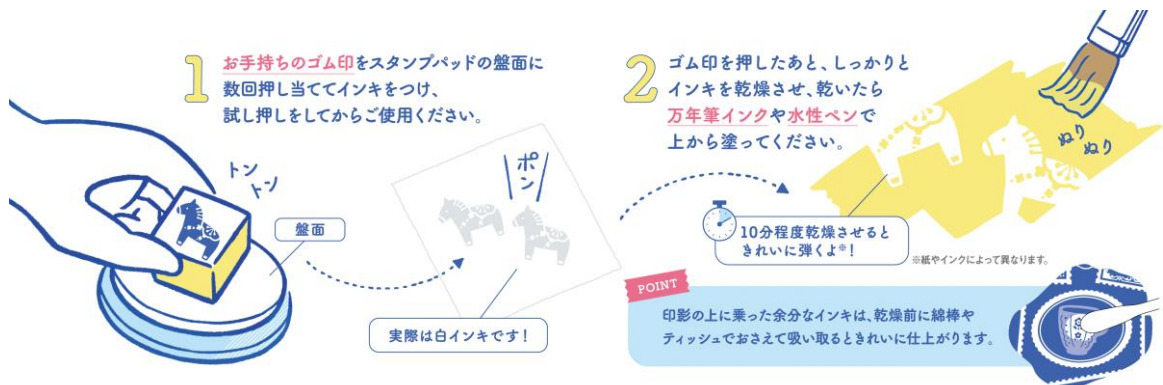 1
お手持ちのゴム印をスタンプパッドの盤面に
数回押し当ててインキをつけ、
試し押しをしてからご使用ください。
トン
トン
盤面
ポン
実際は白インキです！
2
ゴム印を押したあと、しっかりと
インキを乾燥させ、乾いたら
万年筆インクや水性ペンで
上から塗ってください。
ぬり
ぬり
10分程度乾燥させると
きれいに弾くよ※！
※紙やインクによって異なります。
POINT
印影の上に乗った余分なインキは、乾燥前に綿棒や
ティッシュでおさえて吸い取るときれいに仕上がります。